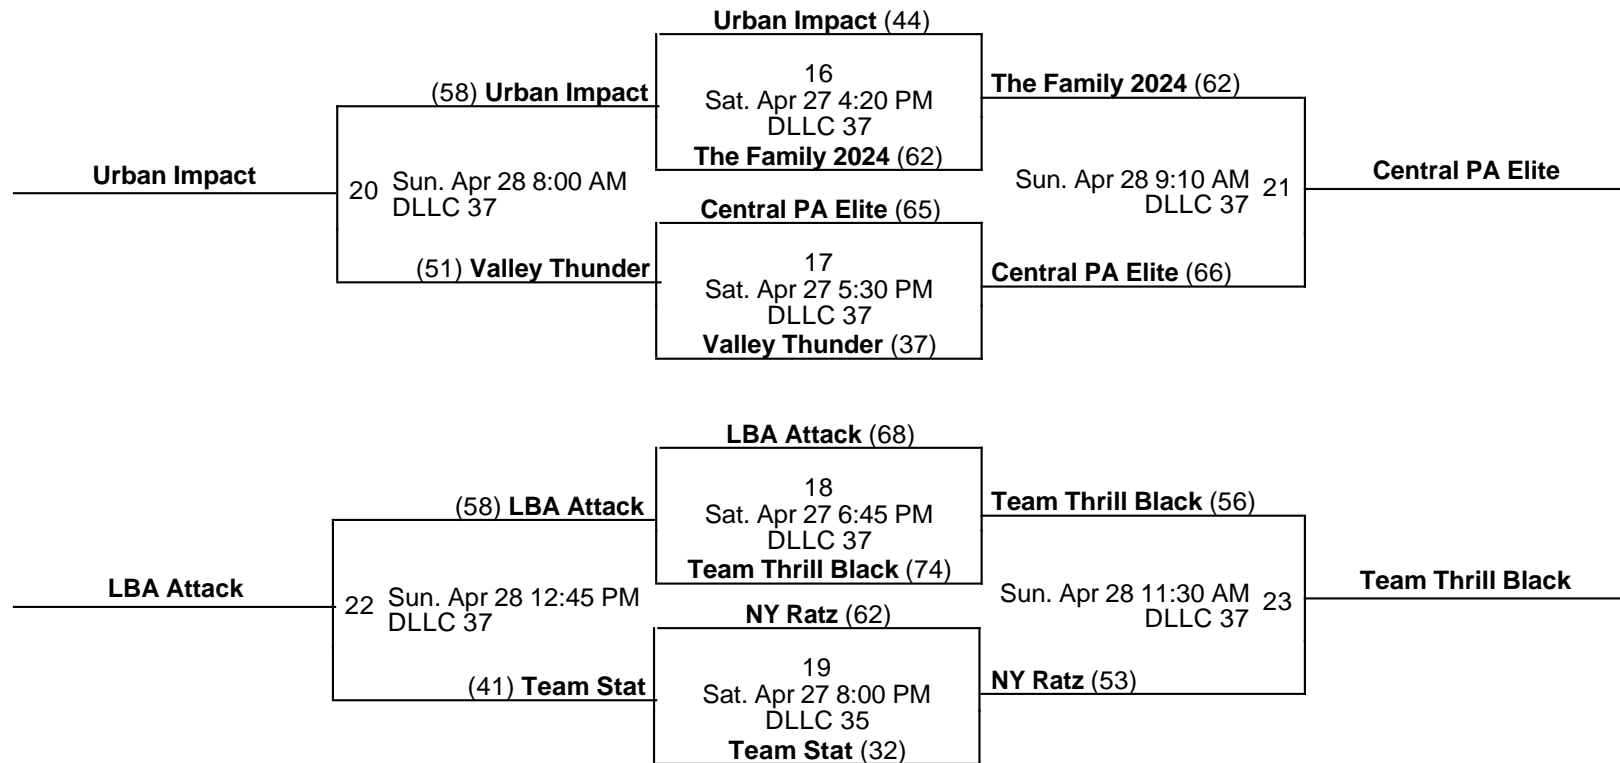 Urban Impact (44)
16
Sat. Apr 27 4:20 PM
DLLC 37
The Family 2024 (62)
(58) Urban Impact
The Family 2024 (62)
Urban Impact
20
Sun. Apr 28 8:00 AM
DLLC 37
Sun. Apr 28 9:10 AM
DLLC 37
21
Central PA Elite
Central PA Elite (65)
17
Sat. Apr 27 5:30 PM
DLLC 37
Valley Thunder (37)
(51) Valley Thunder
Central PA Elite (66)
LBA Attack (68)
18
Sat. Apr 27 6:45 PM
DLLC 37
Team Thrill Black (74)
(58) LBA Attack
Team Thrill Black (56)
LBA Attack
22
Sun. Apr 28 12:45 PM
DLLC 37
Sun. Apr 28 11:30 AM
DLLC 37
23
Team Thrill Black
NY Ratz (62)
19
Sat. Apr 27 8:00 PM
DLLC 35
Team Stat (32)
(41) Team Stat
NY Ratz (53)